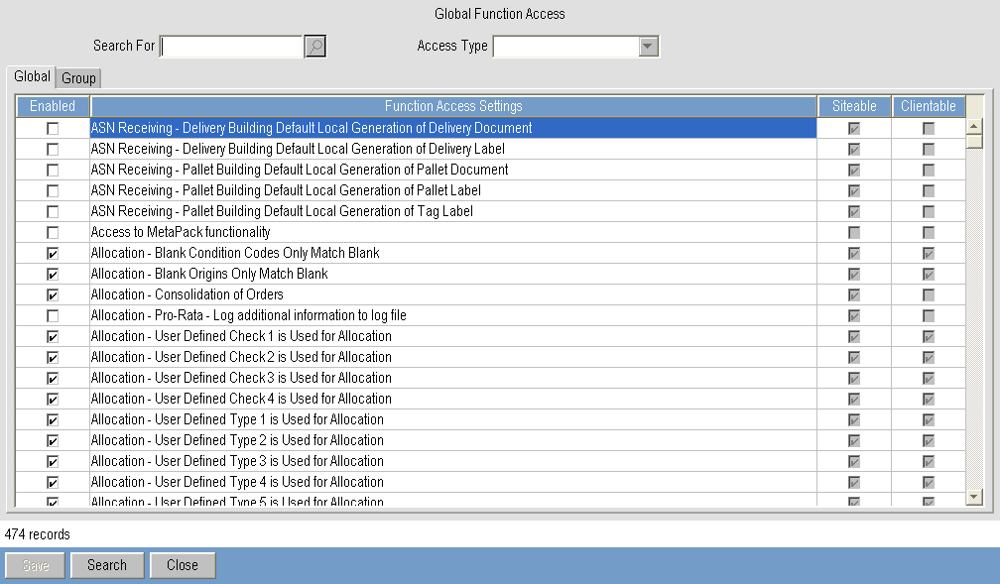 Global Function Access
Search For Access Type
Global Group
Enabled Function Access Settings Siteable Clientable
ASN Receiving - Delivery Building Default Local Generation of Delivery Document
ASN Receiving - Delivery Building Default Local Generation of Delivery Label
ASN Receiving - Pallet Building Default Local Generation of Pallet Document
ASN Receiving - Pallet Building Default Local Generation of Pallet Label
ASN Receiving - Pallet Building Default Local Generation of Tag Label
Access to MetaPack functionality
Allocation - Blank Condition Codes Only Match Blank
Allocation - Blank Origins Only Match Blank
Allocation - Consolidation of Orders
Allocation - Pro-Rata - Log additional information to log file
Allocation - User Defined Check 1 is Used for Allocation
Allocation - User Defined Check 2 is Used for Allocation
Allocation - User Defined Check 3 is Used for Allocation
Allocation - User Defined Check 4 is Used for Allocation
Allocation - User Defined Type 1 is Used for Allocation
Allocation - User Defined Type 2 is Used for Allocation
Allocation - User Defined Type 3 is Used for Allocation
Allocation - User Defined Type 4 is Used for Allocation
Allocation - User Defined Type 5 is Used for Allocation
474 records
Save Search Close